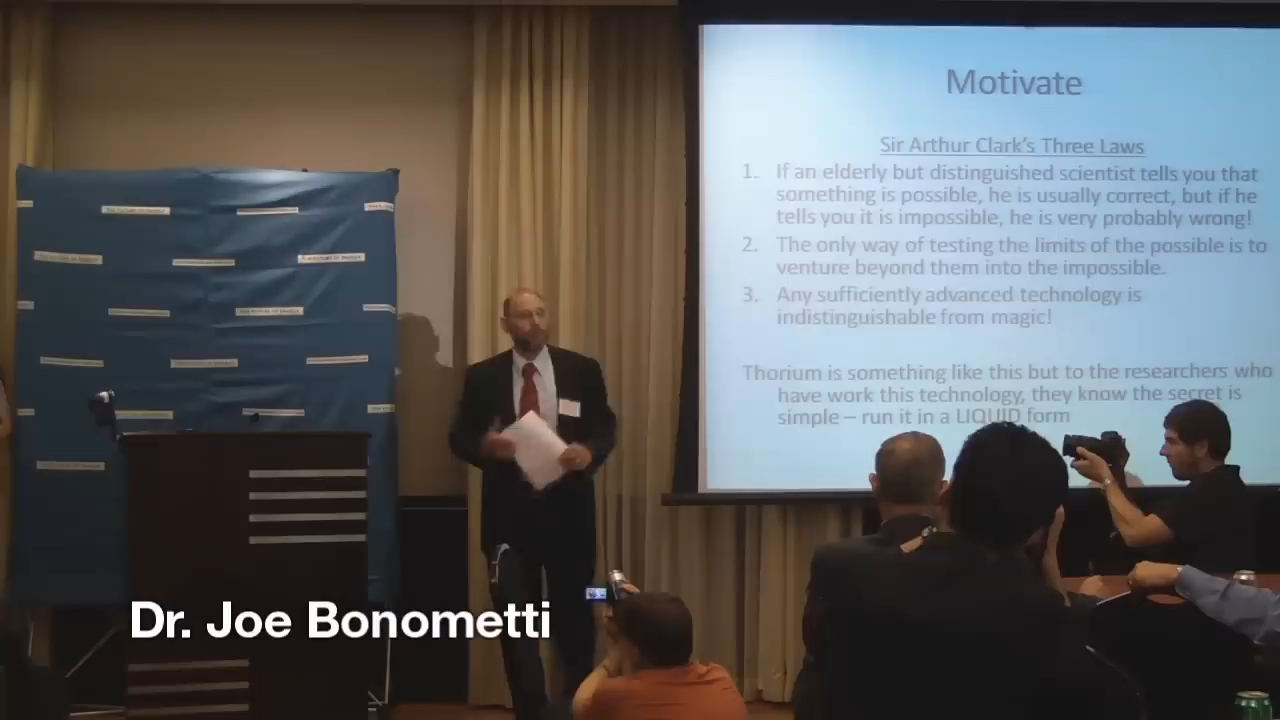 Motivate
Sir Arthur Clark's Three Laws
1. If an elderly but distinguished scientist tells you that
something is possible, he is usually correct, but if he
tells you it is impossible, he is very probably wrong!
2. The only way of testing the limits of the possible is to
venture beyond them into the impossible.
3. Any sufficiently advanced technology is
indistinguishable from magic!
Thorium is something like this but to the researchers who
have work this technology, they know the secret is
simple – run it in a LIQUID form
Dr. Joe Bonometti